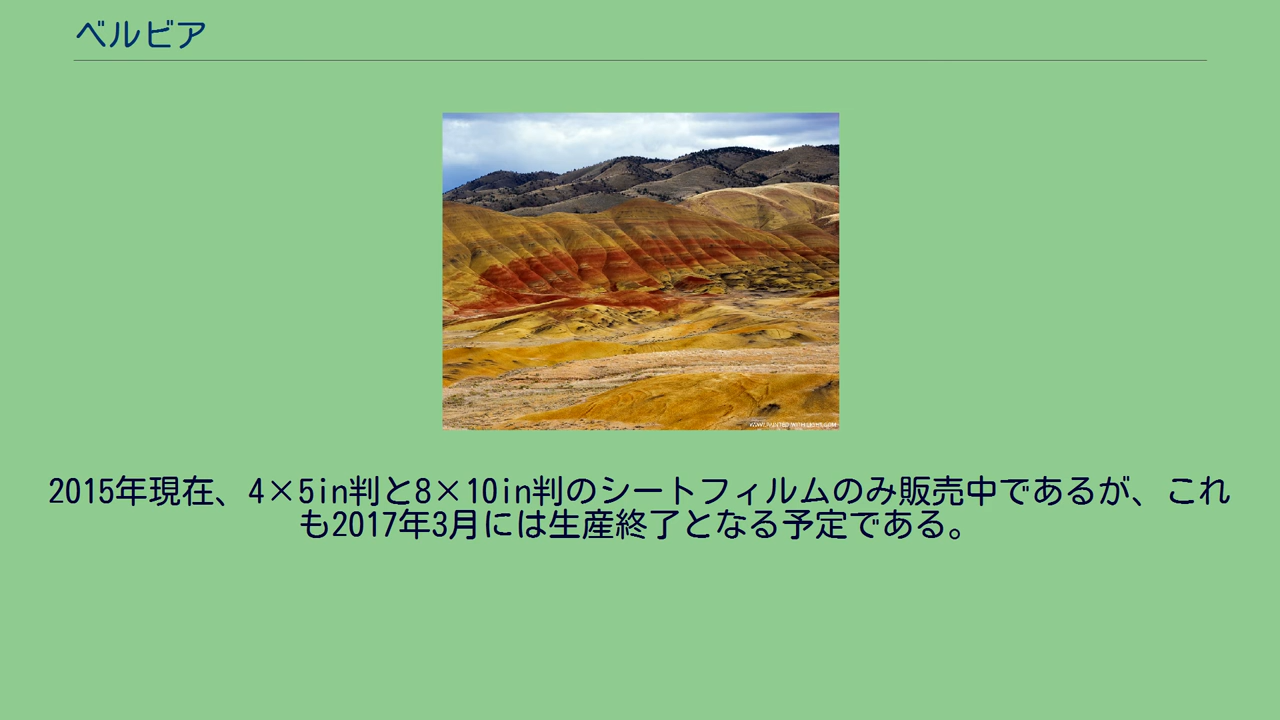 ベルビア
2015年現在、4×5in判と8×10in判のシートフィルムのみ販売中であるが、これ
も2017年3月には生産終了となる予定である。